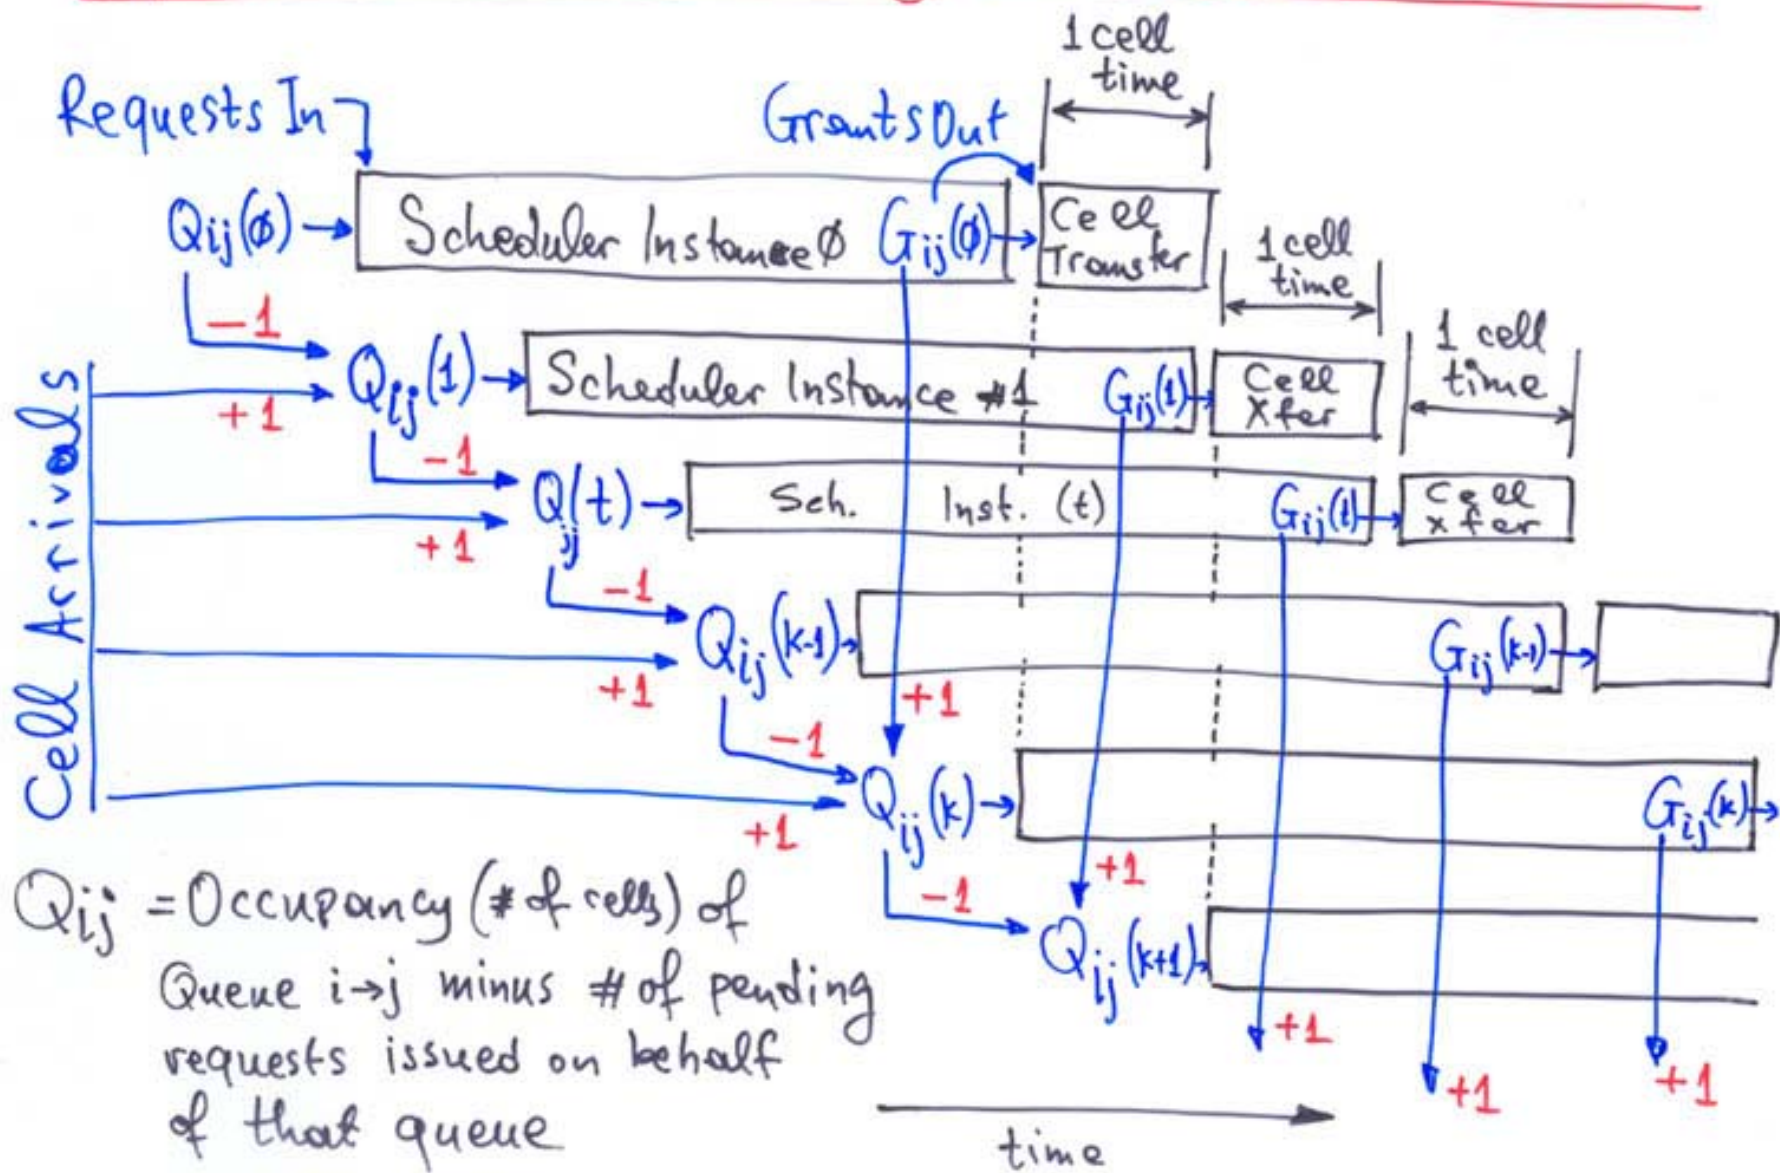 1 cell
time
Requests In
Grants Out
Qij(0)
Scheduler Instance 0
Gij(0)
Cell
Transfer
1 cell
time
-1
+1
Qij(1)
Scheduler Instance #1
Gij(1)
Cell
Xfer
1 cell
time
-1
+1
Qij(t)
Sch. Inst. (t)
Gij(t)
Cell
xfer
-1
+1
Qij(k-1)
Gij(k-1)
+1
-1
+1
Qij(k)
Gij(k)
+1
-1
Qij(k+1)
+1
+1
+1
Cell Arrivals
Qij = Occupancy (# of cells) of
Queue i→j minus # of pending
requests issued on behalf
of that queue
time